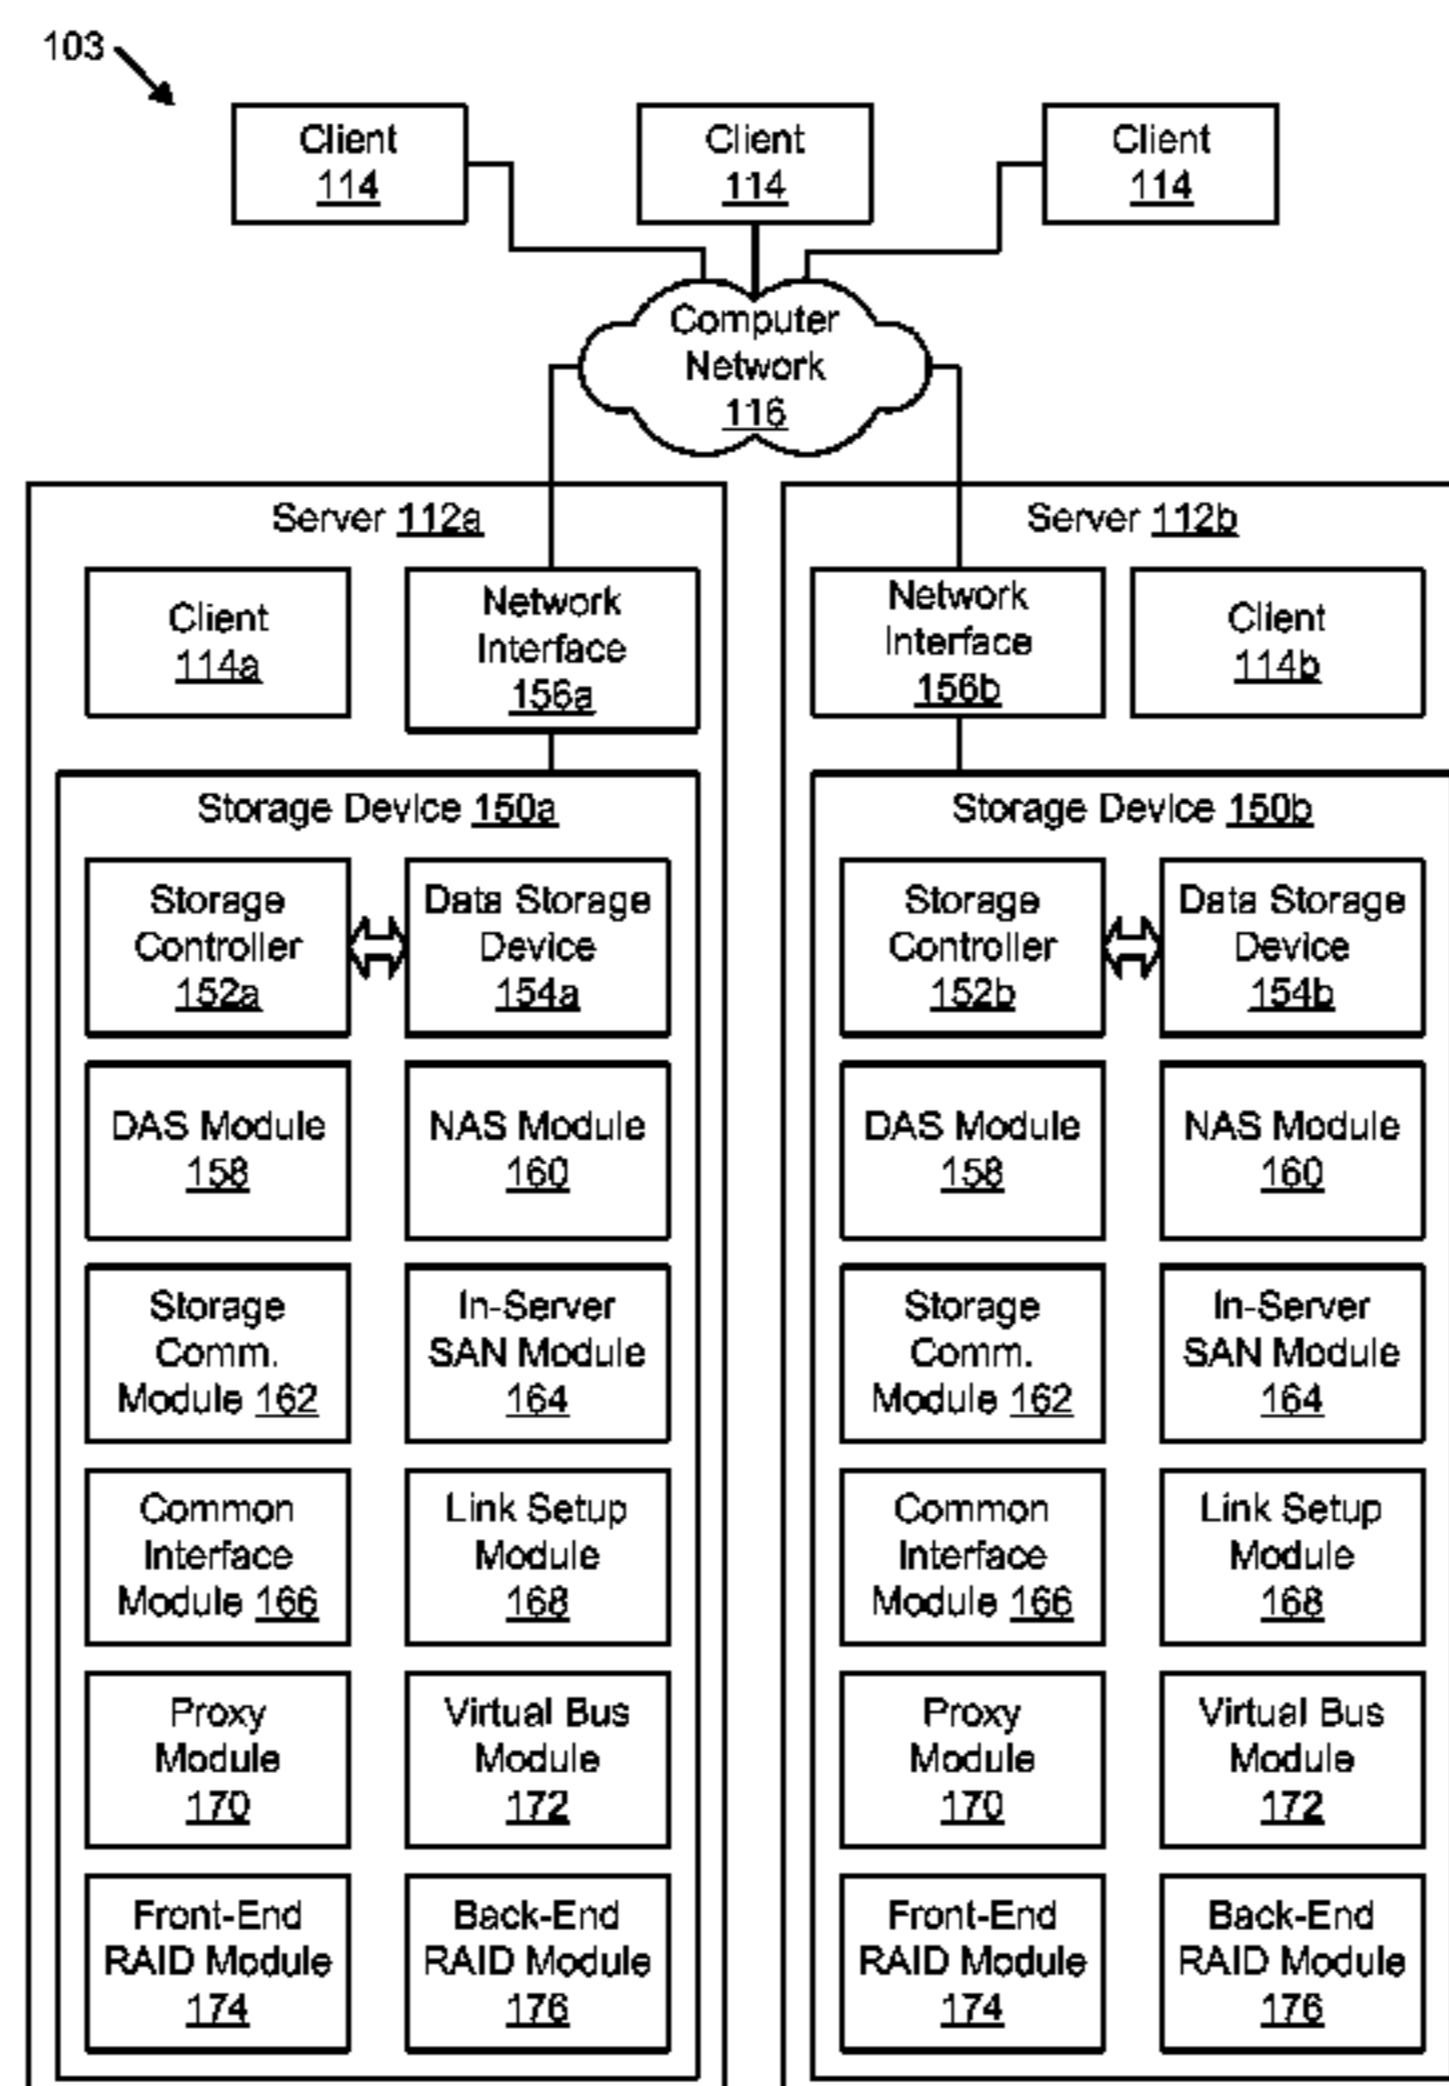 103
Client
114
Client
114
Client
114
Computer
Network
116
Server 112a
Client
114a
Network
Interface
156a
Storage Device 150a
Storage
Controller
152a
Data Storage
Device
154a
DAS Module
158
NAS Module
160
Storage
Comm.
Module 162
In-Server
SAN Module
164
Common
Interface
Module 166
Link Setup
Module
168
Proxy
Module
170
Virtual Bus
Module
172
Front-End
RAID Module
174
Back-End
RAID Module
176
Server 112b
Network
Interface
156b
Client
114b
Storage Device 150b
Storage
Controller
152b
Data Storage
Device
154b
DAS Module
158
NAS Module
160
Storage
Comm.
Module 162
In-Server
SAN Module
164
Common
Interface
Module 166
Link Setup
Module
168
Proxy
Module
170
Virtual Bus
Module
172
Front-End
RAID Module
174
Back-End
RAID Module
176